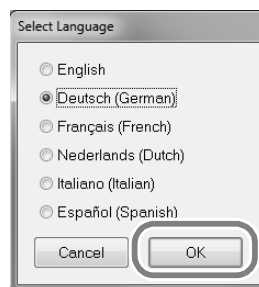 Select Language
English
Deutsch (German)
Français (French)
Nederlands (Dutch)
Italiano (Italian)
Español (Spanish)
Cancel OK